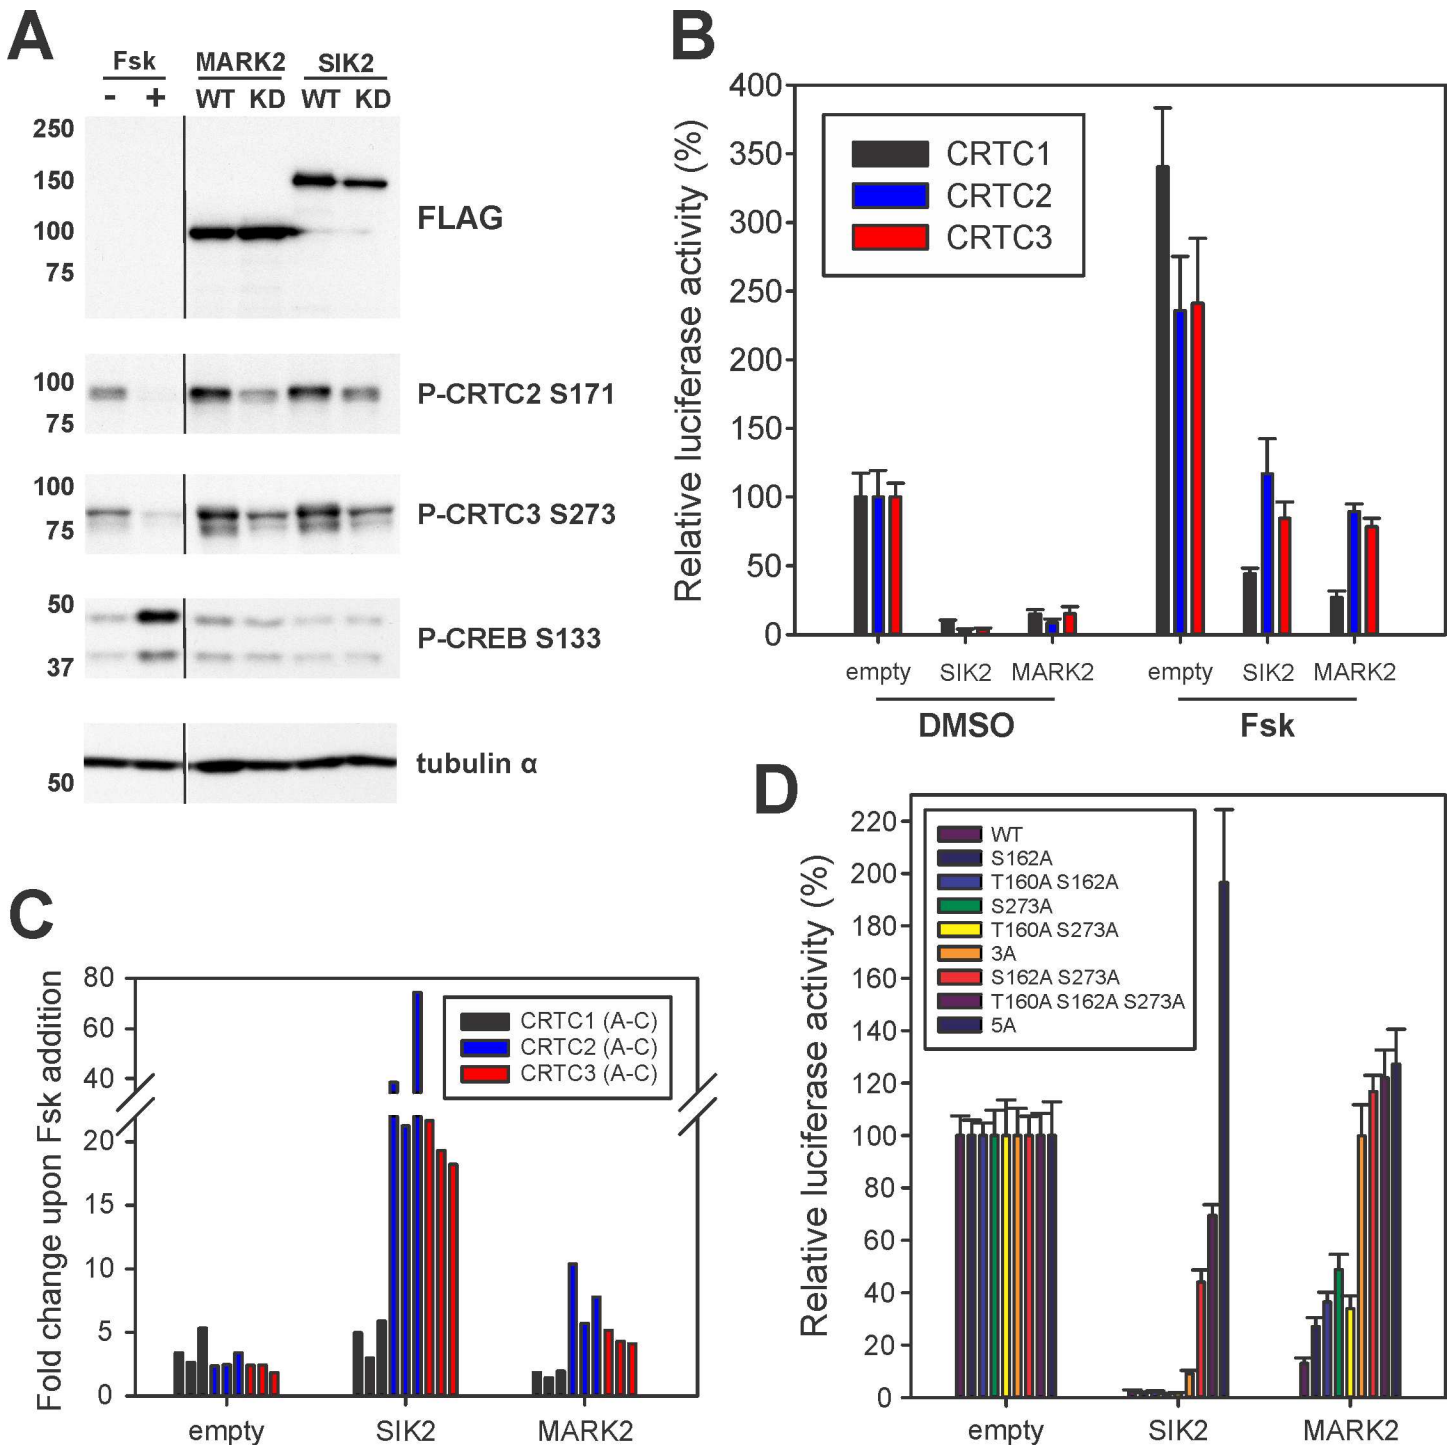 A
Fsk MARK2 SIK2
- + WT KD WT KD
250
150
100
75
FLAG
100
75
P-CRTC2 S171
100
75
P-CRTC3 S273
50
37
P-CREB S133
50
tubulin α
B
Relative luciferase activity (%)
400
350
300
250
200
150
100
50
0
CRTC1
CRTC2
CRTC3
empty SIK2 MARK2 empty SIK2 MARK2
DMSO Fsk
C
Fold change upon Fsk addition
80
60
40
20
15
10
5
0
CRTC1 (A-C)
CRTC2 (A-C)
CRTC3 (A-C)
empty SIK2 MARK2
D
Relative luciferase activity (%)
220
200
180
160
140
120
100
80
60
40
20
0
WT
S162A
T160A S162A
S273A
T160A S273A
3A
S162A S273A
T160A S162A S273A
5A
empty SIK2 MARK2